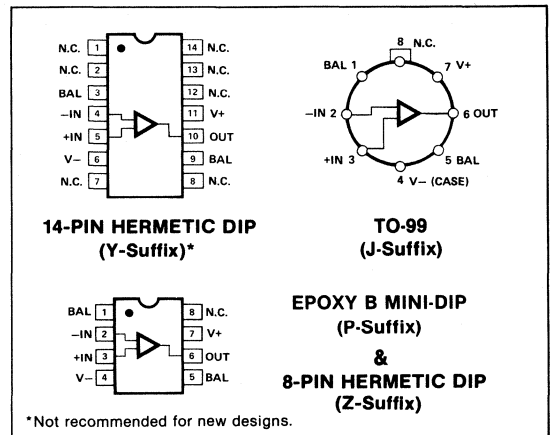 N.C. 1 14 N.C.
N.C. 2 13 N.C.
BAL 3 12 N.C.
–IN 4 11 V+
+IN 5 10 OUT
V– 6 9 BAL
N.C. 7 8 N.C.
14-PIN HERMETIC DIP
(Y-Suffix)*
8 N.C.
BAL 1 7 V+
–IN 2 6 OUT
+IN 3 5 BAL
4 V– (CASE)
TO-99
(J-Suffix)
BAL 1 8 N.C.
–IN 2 7 V+
+IN 3 6 OUT
V– 4 5 BAL
EPOXY B MINI-DIP
(P-Suffix)
&
8-PIN HERMETIC DIP
(Z-Suffix)
*Not recommended for new designs.